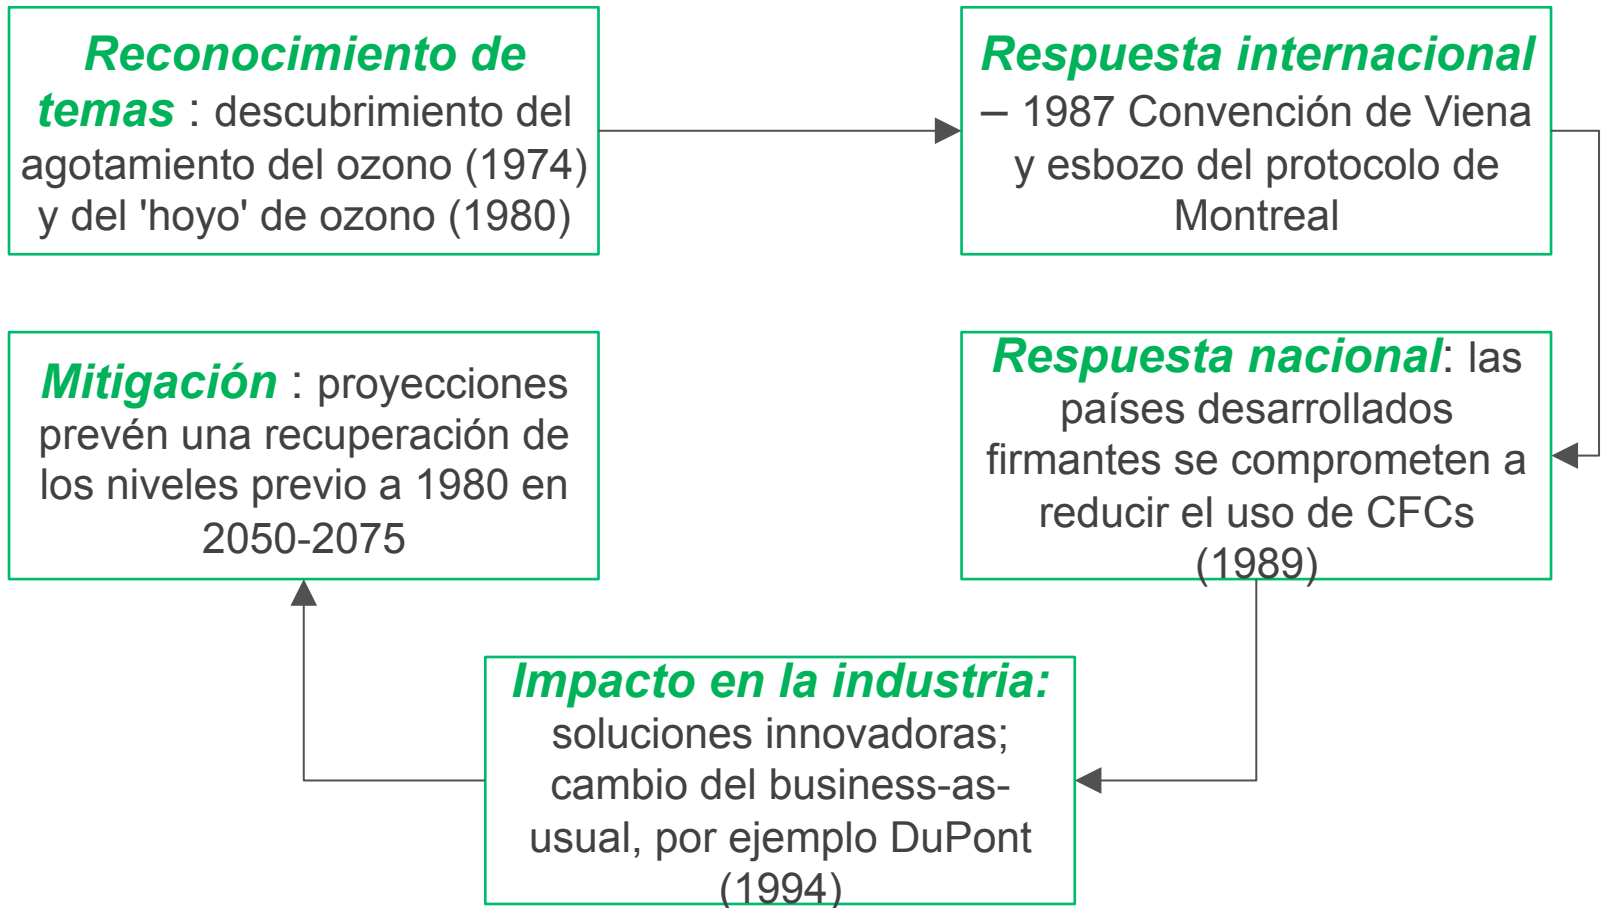 Reconocimiento de
temas : descubrimiento del
agotamiento del ozono (1974)
y del 'hoyo' de ozono (1980)
Respuesta internacional
– 1987 Convención de Viena
y esbozo del protocolo de
Montreal
Respuesta nacional: las
países desarrollados
firmantes se comprometen a
reducir el uso de CFCs
(1989)
Impacto en la industria:
soluciones innovadoras;
cambio del business-as-
usual, por ejemplo DuPont
(1994)
Mitigación : proyecciones
prevén una recuperación de
los niveles previo a 1980 en
2050-2075